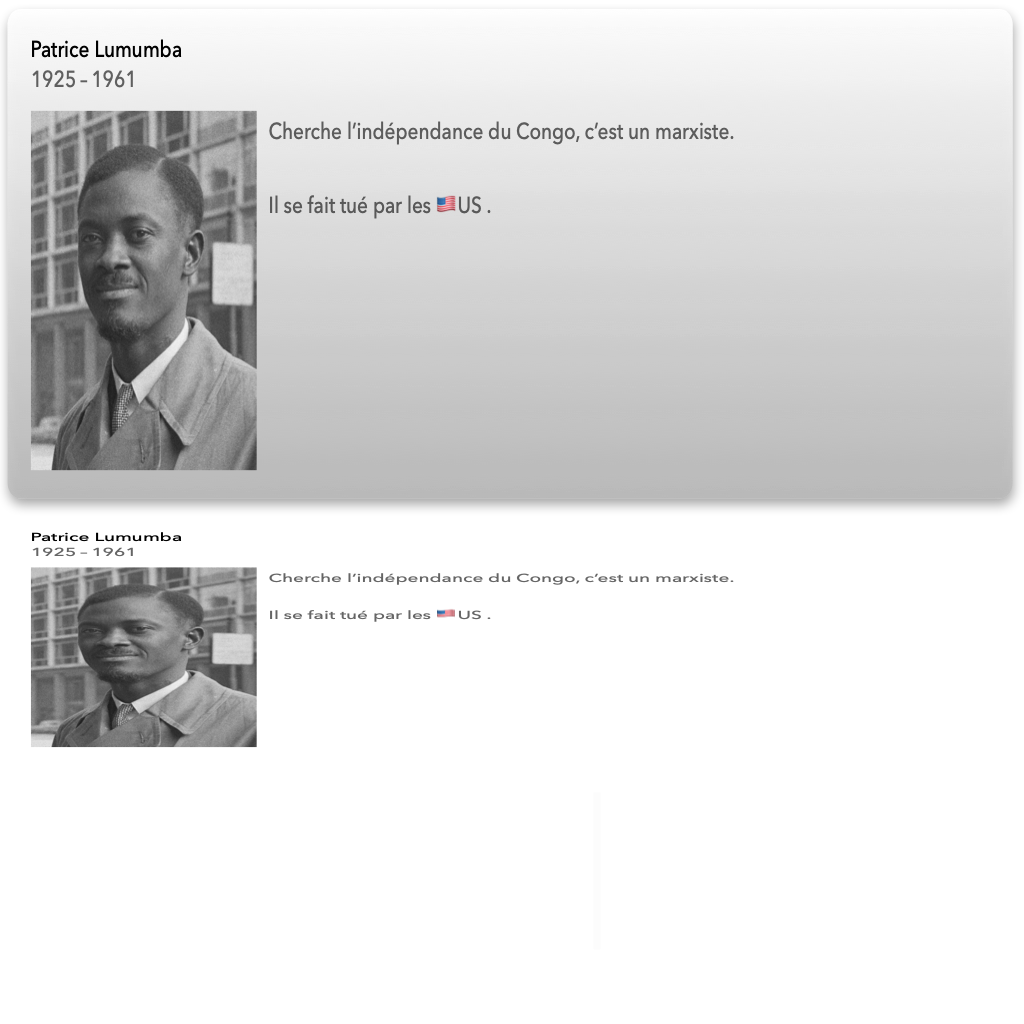 Patrice Lumumba
1925 – 1961
Cherche l’indépendance du Congo, c’est un marxiste.
Il se fait tué par les 🇺🇸US .
Patrice Lumumba
1925 – 1961
Cherche l’indépendance du Congo, c’est un marxiste.
Il se fait tué par les 🇺🇸US .